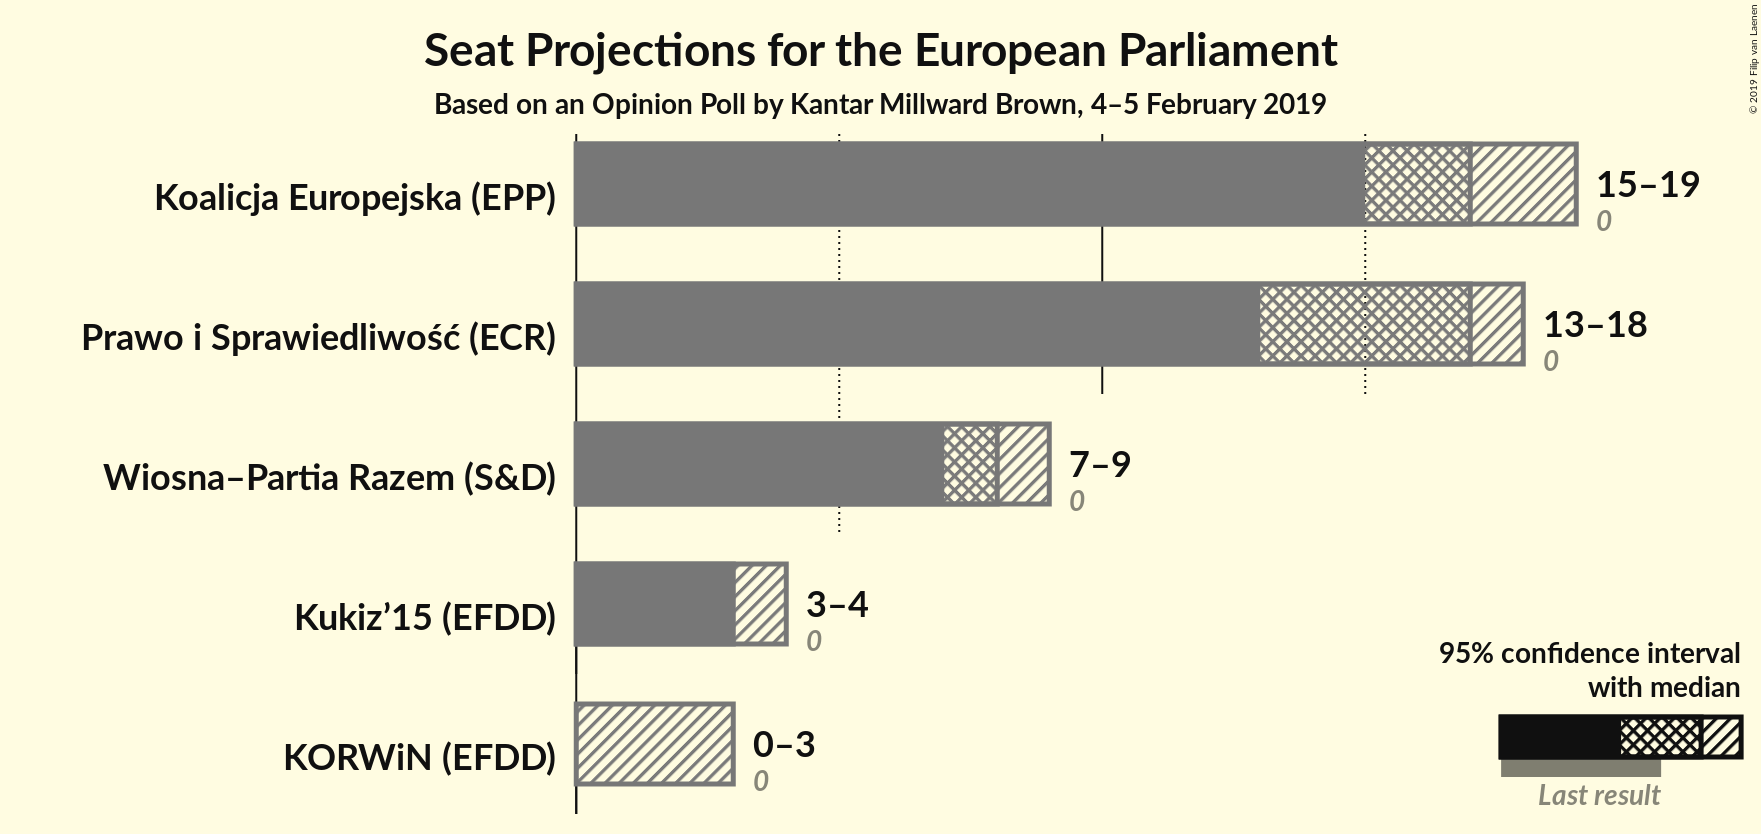 Seat Projections for the European Parliament
Based on an Opinion Poll by Kantar Millward Brown, 4–5 February 2019
© 2019 Filip van Laenen
Koalicja Europejska (EPP)
15–19
0
Prawo i Sprawiedliwość (ECR)
13–18
0
Wiosna–Partia Razem (S&D)
7–9
0
Kukiz’15 (EFDD)
3–4
0
KORWiN (EFDD)
0–3
0
95% confidence interval
with median
Last result